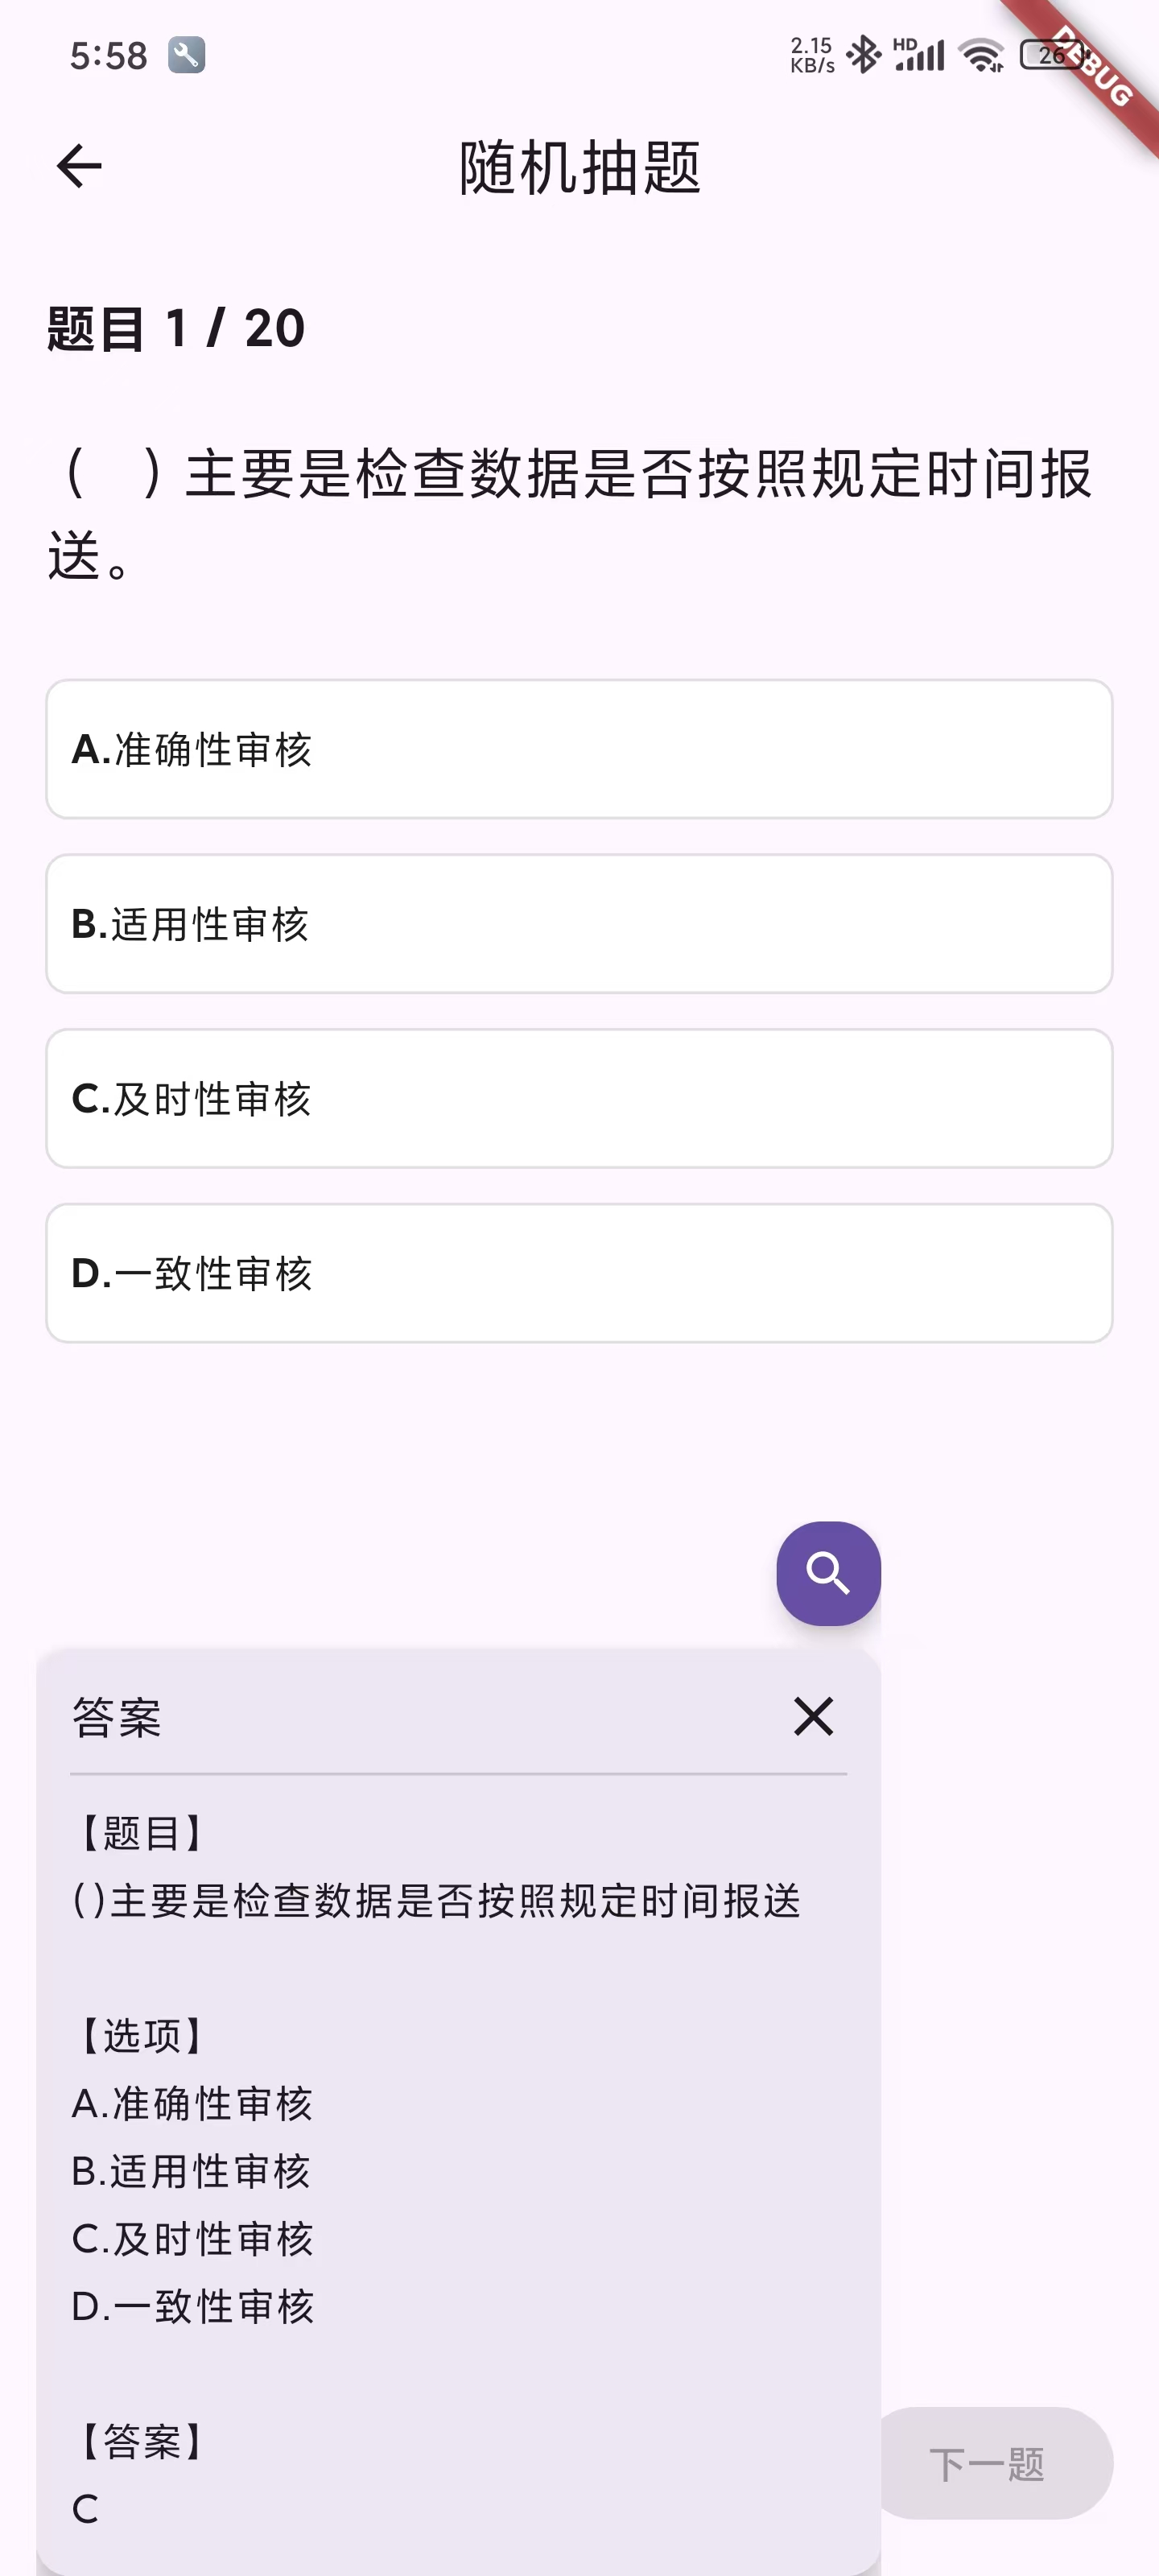 5:58
2.15
KB/s
HD
26
DEBUG
随机抽题
题目 1 / 20
（　）主要是检查数据是否按照规定时间报
送。
A.准确性审核
B.适用性审核
C.及时性审核
D.一致性审核
答案
【题目】
()主要是检查数据是否按照规定时间报送
【选项】
A.准确性审核
B.适用性审核
C.及时性审核
D.一致性审核
【答案】
C
下一题